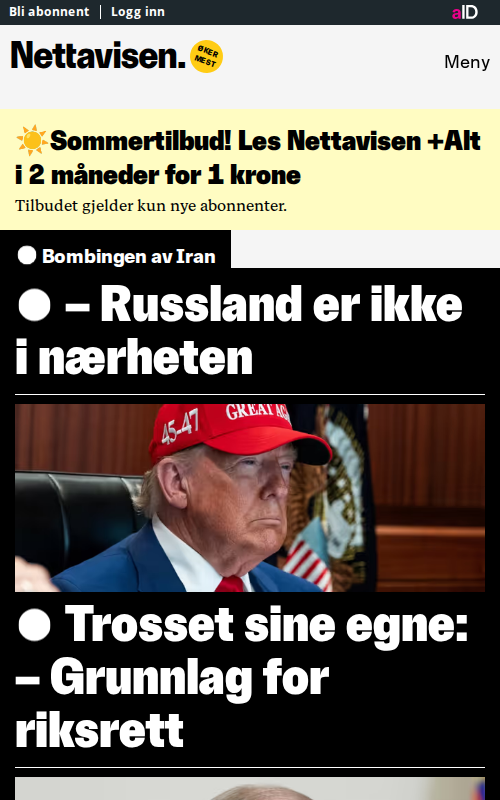 Bli abonnent
Logg inn
aID
Nettavisen.
ØKER
MEST
Meny
☀️Sommertilbud! Les Nettavisen +Alt
i 2 måneder for 1 krone
Tilbudet gjelder kun nye abonnenter.
Bombingen av Iran
– Russland er ikke
i nærheten
45-47
GREAT AG
Trosset sine egne:
– Grunnlag for
riksrett